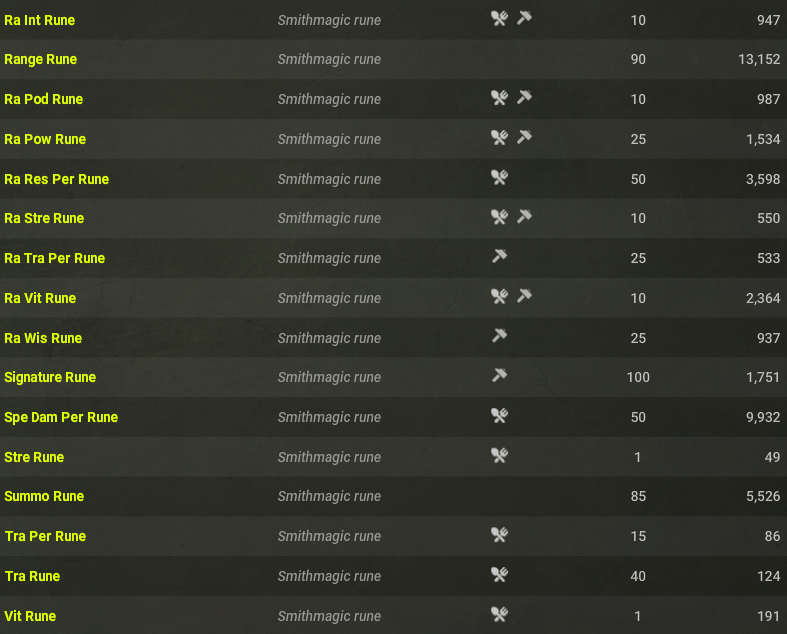 Ra Int Rune Smithmagic rune 10 947
Range Rune Smithmagic rune 90 13,152
Ra Pod Rune Smithmagic rune 10 987
Ra Pow Rune Smithmagic rune 25 1,534
Ra Res Per Rune Smithmagic rune 50 3,598
Ra Stre Rune Smithmagic rune 10 550
Ra Tra Per Rune Smithmagic rune 25 533
Ra Vit Rune Smithmagic rune 10 2,364
Ra Wis Rune Smithmagic rune 25 937
Signature Rune Smithmagic rune 100 1,751
Spe Dam Per Rune Smithmagic rune 50 9,932
Stre Rune Smithmagic rune 1 49
Summo Rune Smithmagic rune 85 5,526
Tra Per Rune Smithmagic rune 15 86
Tra Rune Smithmagic rune 40 124
Vit Rune Smithmagic rune 1 191